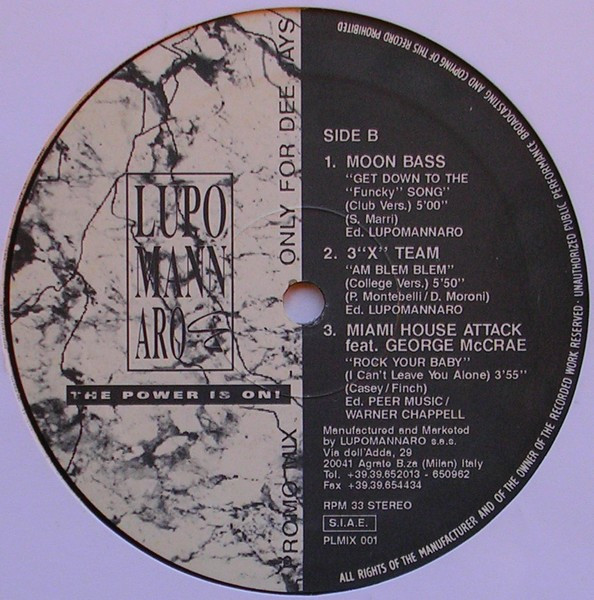 LUPO
MANN
ARO
THE POWER IS ON!
PROMO MIX - ONLY FOR DEE JAYS
SIDE B
1. MOON BASS
"GET DOWN TO THE
"Funcky" SONG"
(Club Vers.) 5'00"
(S. Marri)
Ed. LUPOMANNARO
2. 3"X" TEAM
"AM BLEM BLEM"
(College Vers.) 5'50"
(P. Montebelli/D. Moroni)
Ed. LUPOMANNARO
3. MIAMI HOUSE ATTACK
feat. GEORGE McCRAE
"ROCK YOUR BABY"
(I Can't Leave You Alone) 3'55"
(Casey/Finch)
Ed. PEER MUSIC/
WARNER CHAPPELL
Manufactured and Marketed
by LUPOMANNARO s.a.s.
Via dell'Adda, 29
20041 Agrate B.za (Milan) Italy
Tel. +39.39.652013 - 650962
Fax +39.39.654434
RPM 33 STEREO
S.I.A.E.
PLMIX 001
ALL RIGHTS OF THE MANUFACTURER AND OF THE OWNER OF THE RECORDED WORK RESERVED · UNAUTHORIZED PUBLIC PERFORMANCE BROADCASTING AND COPYING OF THIS RECORD PROHIBITED